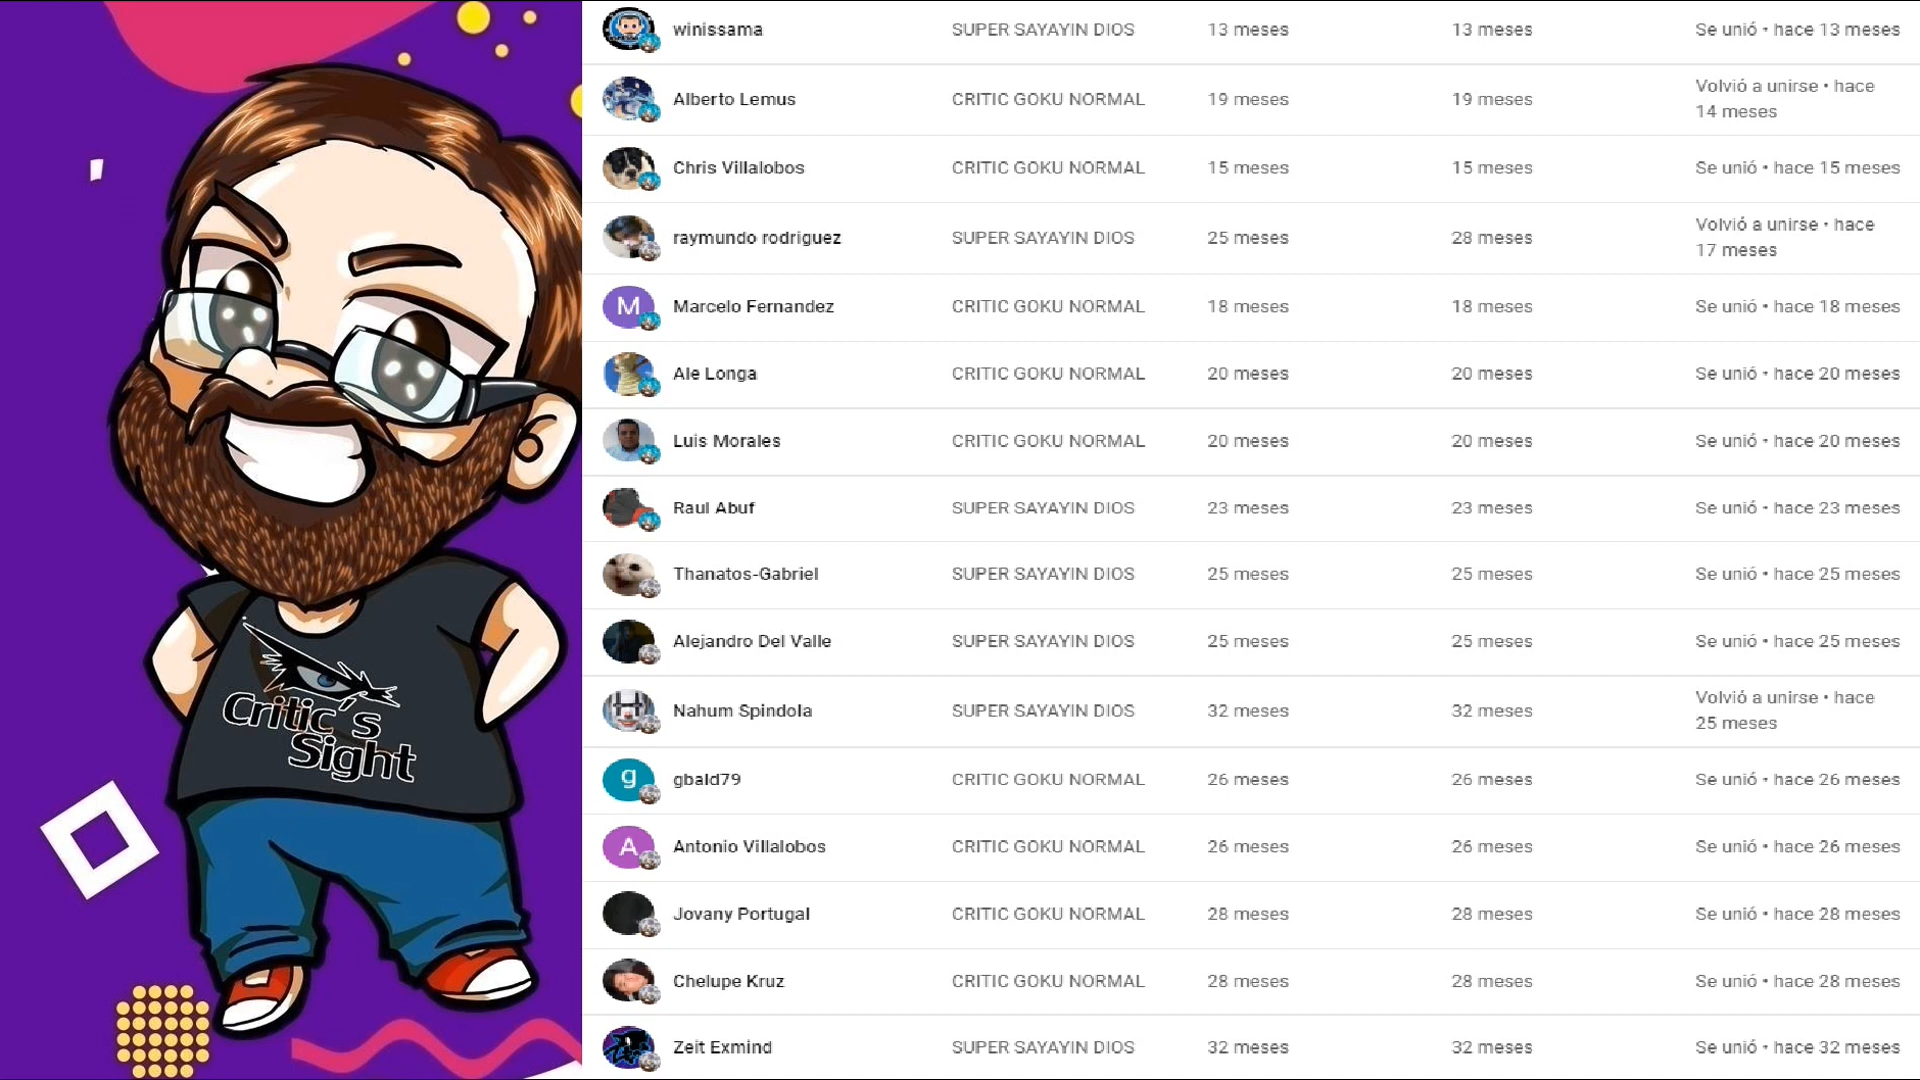 Critic's
Sight
winissama SUPER SAYAYIN DIOS 13 meses 13 meses Se unió • hace 13 meses
Alberto Lemus CRITIC GOKU NORMAL 19 meses 19 meses Volvió a unirse • hace
14 meses
Chris Villalobos CRITIC GOKU NORMAL 15 meses 15 meses Se unió • hace 15 meses
raymundo rodriguez SUPER SAYAYIN DIOS 25 meses 28 meses Volvió a unirse • hace
17 meses
M Marcelo Fernandez CRITIC GOKU NORMAL 18 meses 18 meses Se unió • hace 18 meses
Ale Longa CRITIC GOKU NORMAL 20 meses 20 meses Se unió • hace 20 meses
Luis Morales CRITIC GOKU NORMAL 20 meses 20 meses Se unió • hace 20 meses
Raul Abuf SUPER SAYAYIN DIOS 23 meses 23 meses Se unió • hace 23 meses
Thanatos-Gabriel SUPER SAYAYIN DIOS 25 meses 25 meses Se unió • hace 25 meses
Alejandro Del Valle SUPER SAYAYIN DIOS 25 meses 25 meses Se unió • hace 25 meses
Nahum Spindola SUPER SAYAYIN DIOS 32 meses 32 meses Volvió a unirse • hace
25 meses
g gbald79 CRITIC GOKU NORMAL 26 meses 26 meses Se unió • hace 26 meses
A Antonio Villalobos CRITIC GOKU NORMAL 26 meses 26 meses Se unió • hace 26 meses
Jovany Portugal CRITIC GOKU NORMAL 28 meses 28 meses Se unió • hace 28 meses
Chelupe Kruz CRITIC GOKU NORMAL 28 meses 28 meses Se unió • hace 28 meses
Zeit Exmind SUPER SAYAYIN DIOS 32 meses 32 meses Se unió • hace 32 meses